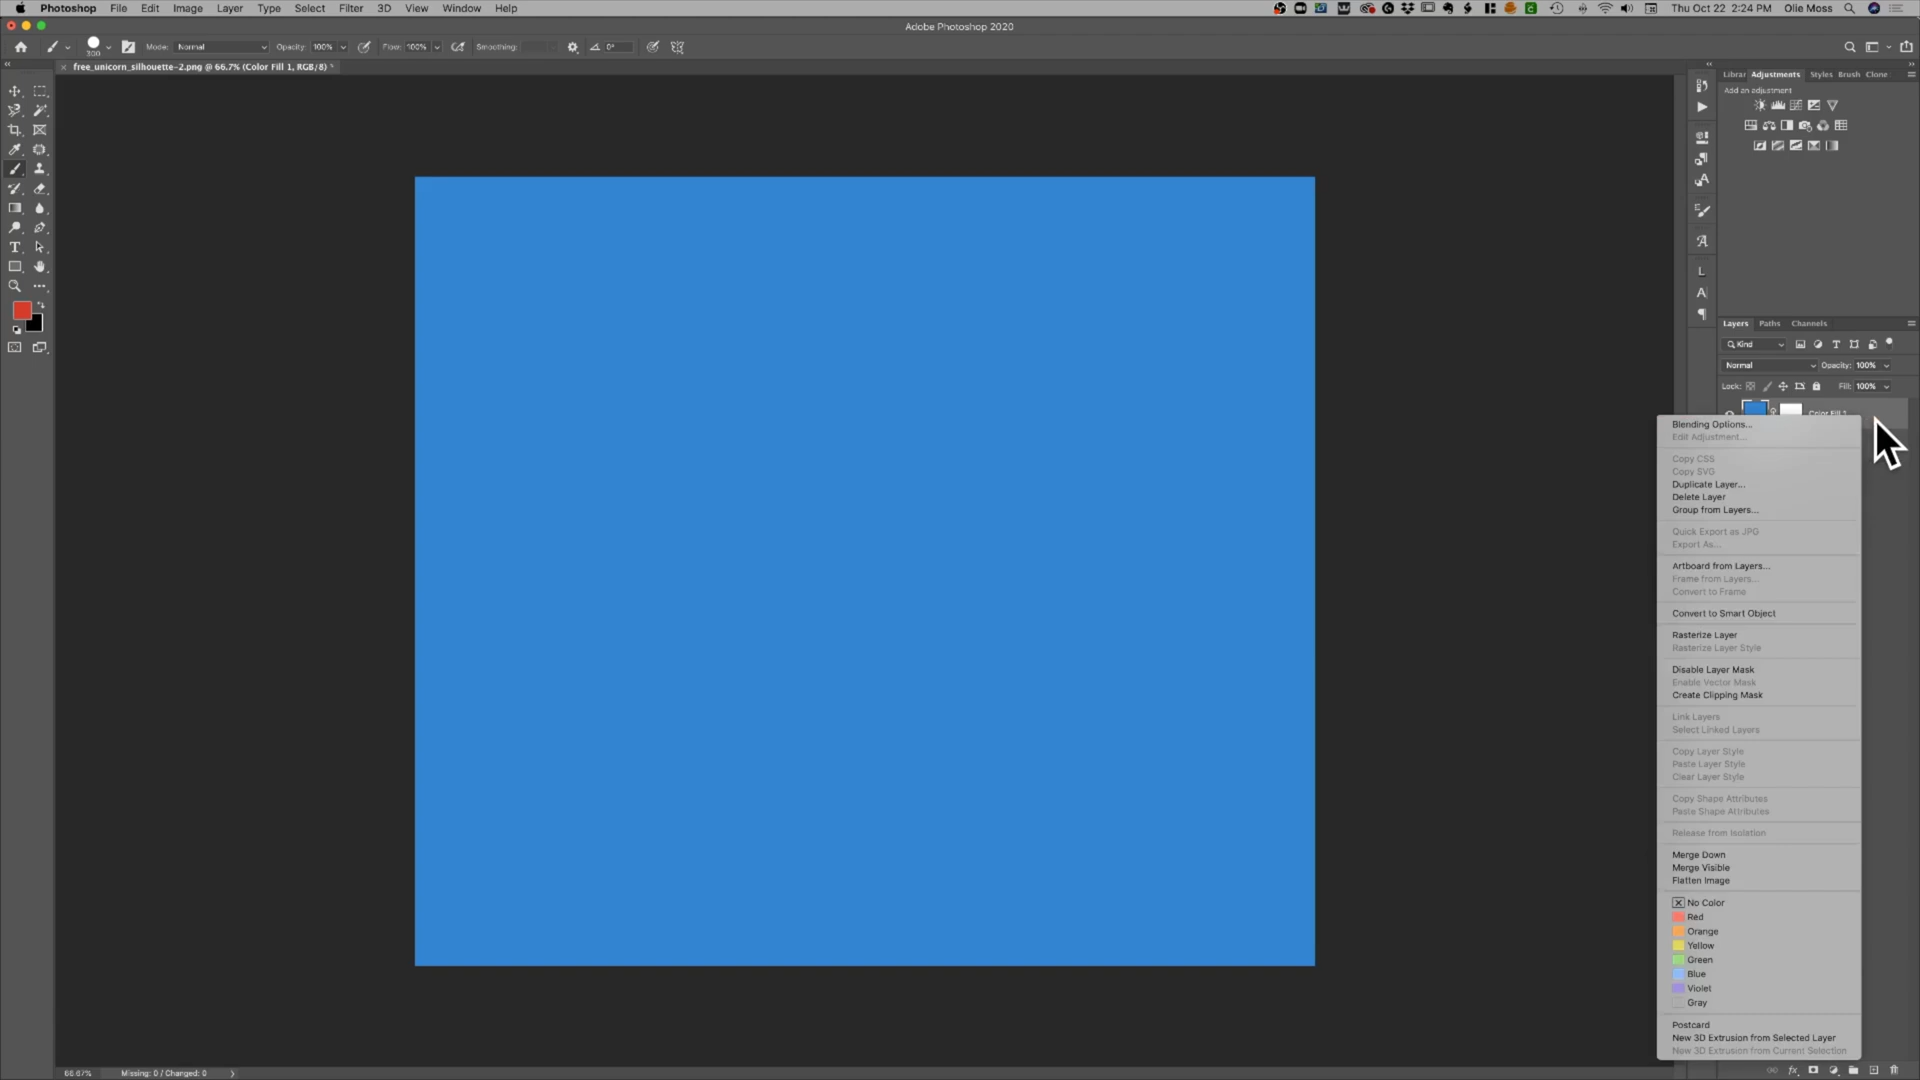 Photoshop File Edit Image Layer Type Select Filter 3D View Window Help Thu Oct 22 2:24 PM Olie Moss
Adobe Photoshop 2020
300 Mode: Normal Opacity: 100% Flow: 100% Smoothing: 0°
free_unicorn_silhouette-2.png @ 66.7% (Color Fill 1, RGB/8) *
Librar Adjustments Styles Brush Clone
Add an adjustment
Layers Paths Channels
Kind
Normal Opacity: 100%
Lock: Fill: 100%
Color Fill 1
Blending Options...
Edit Adjustment...
Copy CSS
Copy SVG
Duplicate Layer...
Delete Layer
Group from Layers...
Quick Export as JPG
Export As...
Artboard from Layers...
Frame from Layers...
Convert to Frame
Convert to Smart Object
Rasterize Layer
Rasterize Layer Style
Disable Layer Mask
Enable Vector Mask
Create Clipping Mask
Link Layers
Select Linked Layers
Copy Layer Style
Paste Layer Style
Clear Layer Style
Copy Shape Attributes
Paste Shape Attributes
Release from Isolation
Merge Down
Merge Visible
Flatten Image
No Color
Red
Orange
Yellow
Green
Blue
Violet
Gray
Postcard
New 3D Extrusion from Selected Layer
New 3D Extrusion from Current Selection
66.67% Missing: 0 / Changed: 0